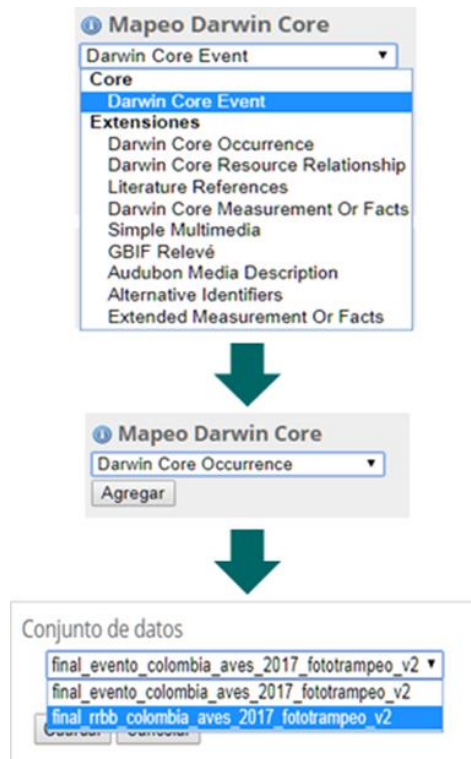 Mapeo Darwin Core
Darwin Core Event
Core
Darwin Core Event
Extensiones
Darwin Core Occurrence
Darwin Core Resource Relationship
Literature References
Darwin Core Measurement Or Facts
Simple Multimedia
GBIF Relevé
Audubon Media Description
Alternative Identifiers
Extended Measurement Or Facts
Mapeo Darwin Core
Darwin Core Occurrence
Agregar
Conjunto de datos
final_evento_colombia_aves_2017_fototrampeo_v2
final_evento_colombia_aves_2017_fototrampeo_v2
final_rrbb_colombia_aves_2017_fototrampeo_v2